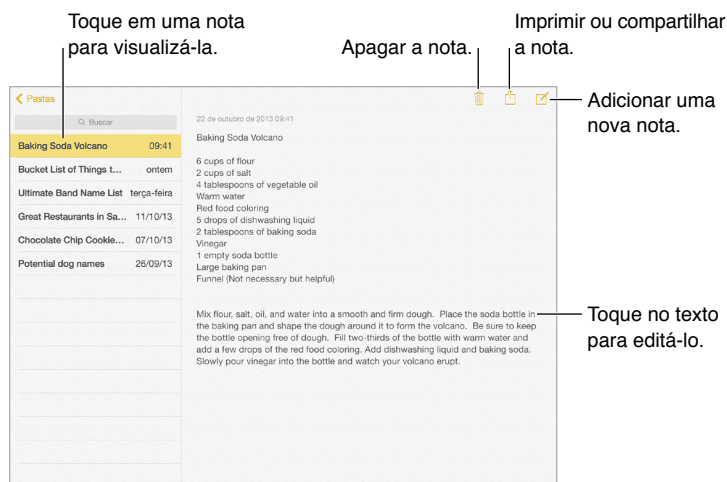 Toque em uma nota
para visualizá-la.
Apagar a nota.
Imprimir ou compartilhar
a nota.
Adicionar uma
nova nota.
Toque no texto
para editá-lo.
Pastas
Buscar
Baking Soda Volcano 09:41
Bucket List of Things t... ontem
Ultimate Band Name List terça-feira
Great Restaurants in Sa... 11/10/13
Chocolate Chip Cookie... 07/10/13
Potential dog names 26/09/13
22 de outubro de 2013 09:41
Baking Soda Volcano
6 cups of flour
2 cups of salt
4 tablespoons of vegetable oil
Warm water
Red food coloring
5 drops of dishwashing liquid
2 tablespoons of baking soda
Vinegar
1 empty soda bottle
Large baking pan
Funnel (Not necessary but helpful)
Mix flour, salt, oil, and water into a smooth and firm dough. Place the soda bottle in
the baking pan and shape the dough around it to form the volcano. Be sure to keep
the bottle opening free of dough. Fill two-thirds of the bottle with warm water and
add a few drops of the red food coloring. Add dishwashing liquid and baking soda.
Slowly pour vinegar into the bottle and watch your volcano erupt.